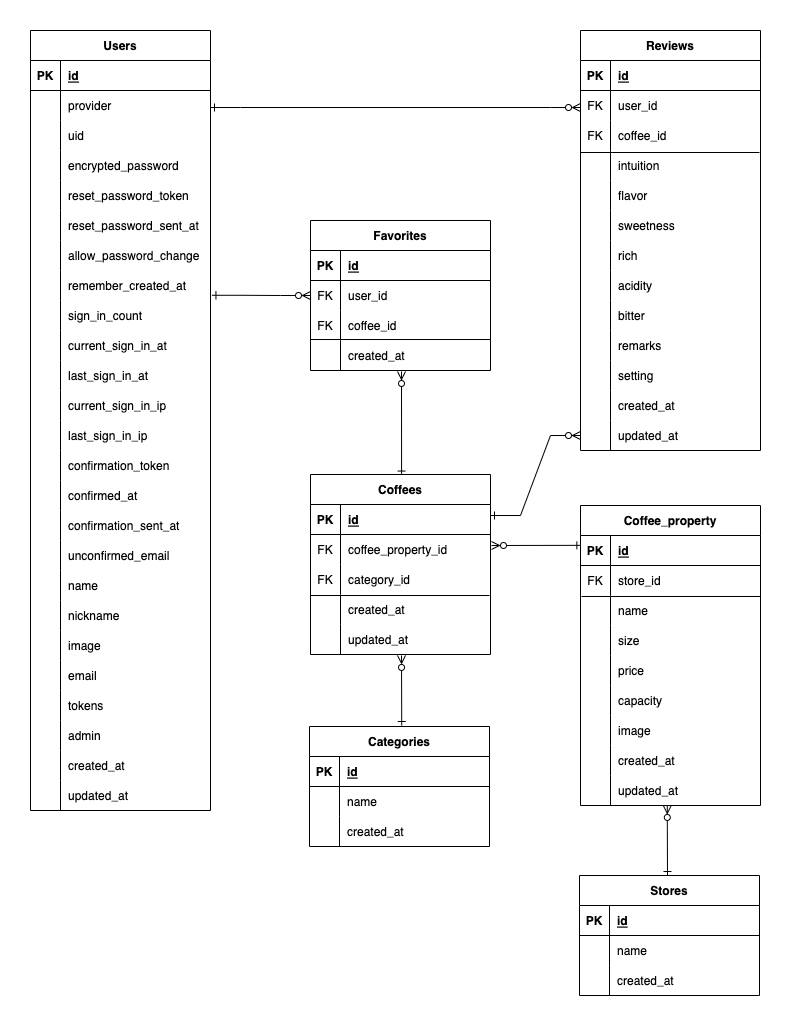 Users
PK id
provider
uid
encrypted_password
reset_password_token
reset_password_sent_at
allow_password_change
remember_created_at
sign_in_count
current_sign_in_at
last_sign_in_at
current_sign_in_ip
last_sign_in_ip
confirmation_token
confirmed_at
confirmation_sent_at
unconfirmed_email
name
nickname
image
email
tokens
admin
created_at
updated_at
Favorites
PK id
FK user_id
FK coffee_id
created_at
Coffees
PK id
FK coffee_property_id
FK category_id
created_at
updated_at
Categories
PK id
name
created_at
Reviews
PK id
FK user_id
FK coffee_id
intuition
flavor
sweetness
rich
acidity
bitter
remarks
setting
created_at
updated_at
Coffee_property
PK id
FK store_id
name
size
price
capacity
image
created_at
updated_at
Stores
PK id
name
created_at